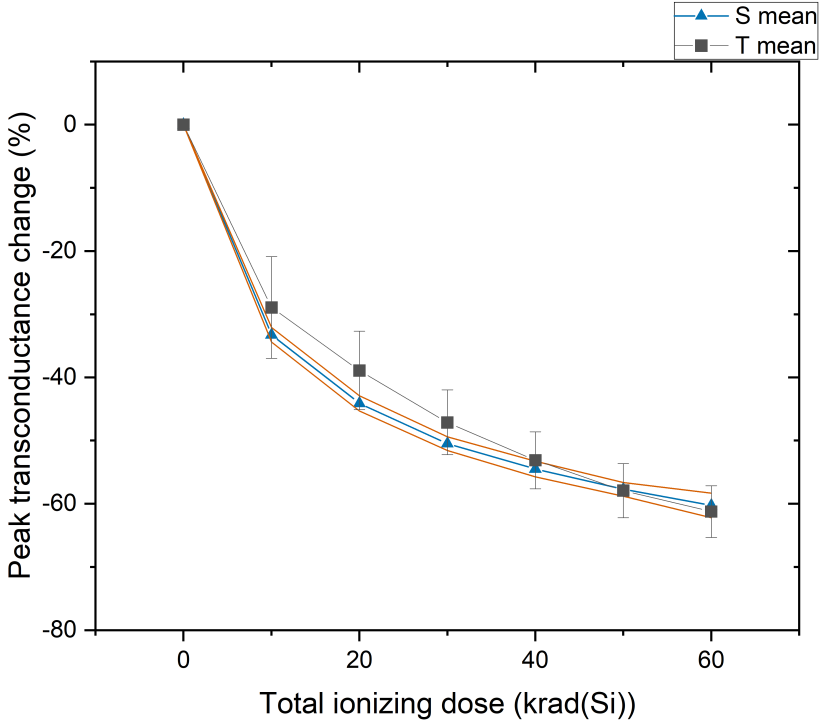 S mean
T mean
0
-20
-40
-60
-80
Peak transconductance change (%)
0 20 40 60
Total ionizing dose (krad(Si))